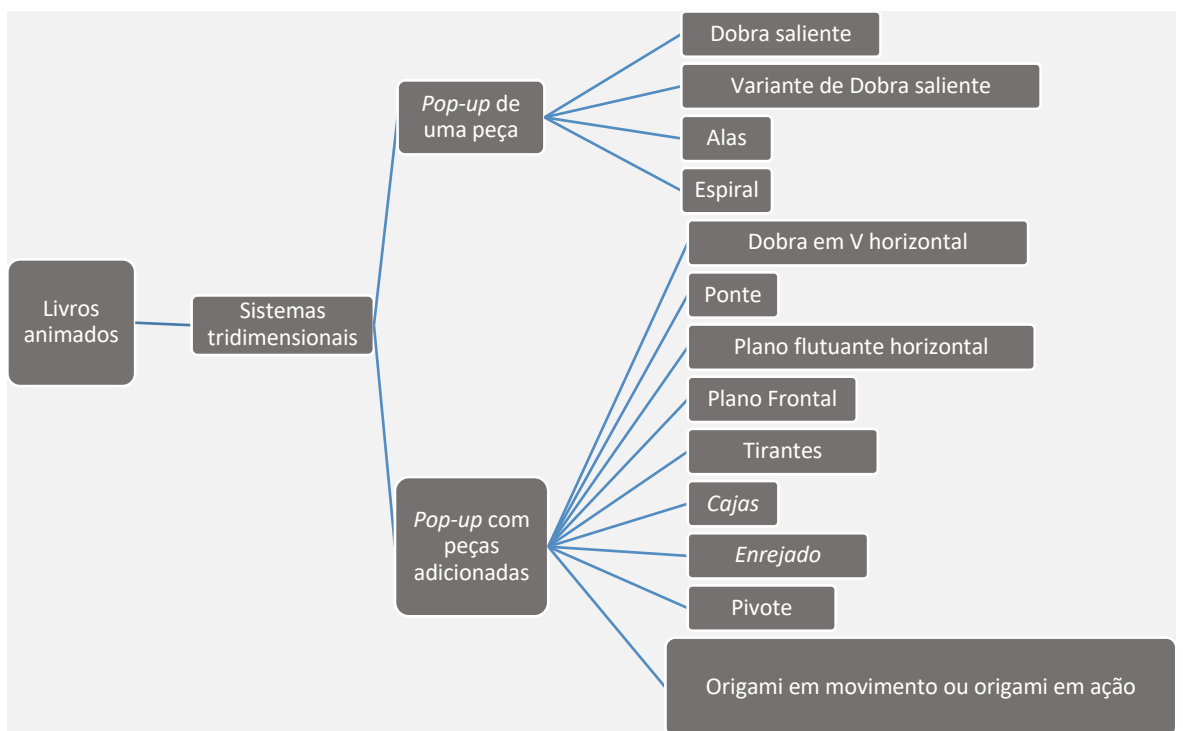 Livros
animados
Sistemas
tridimensionais
Pop-up de
uma peça
Dobra saliente
Variante de Dobra saliente
Alas
Espiral
Pop-up com
peças
adicionadas
Dobra em V horizontal
Ponte
Plano flutuante horizontal
Plano Frontal
Tirantes
Cajas
Enrejado
Pivote
Origami em movimento ou origami em ação